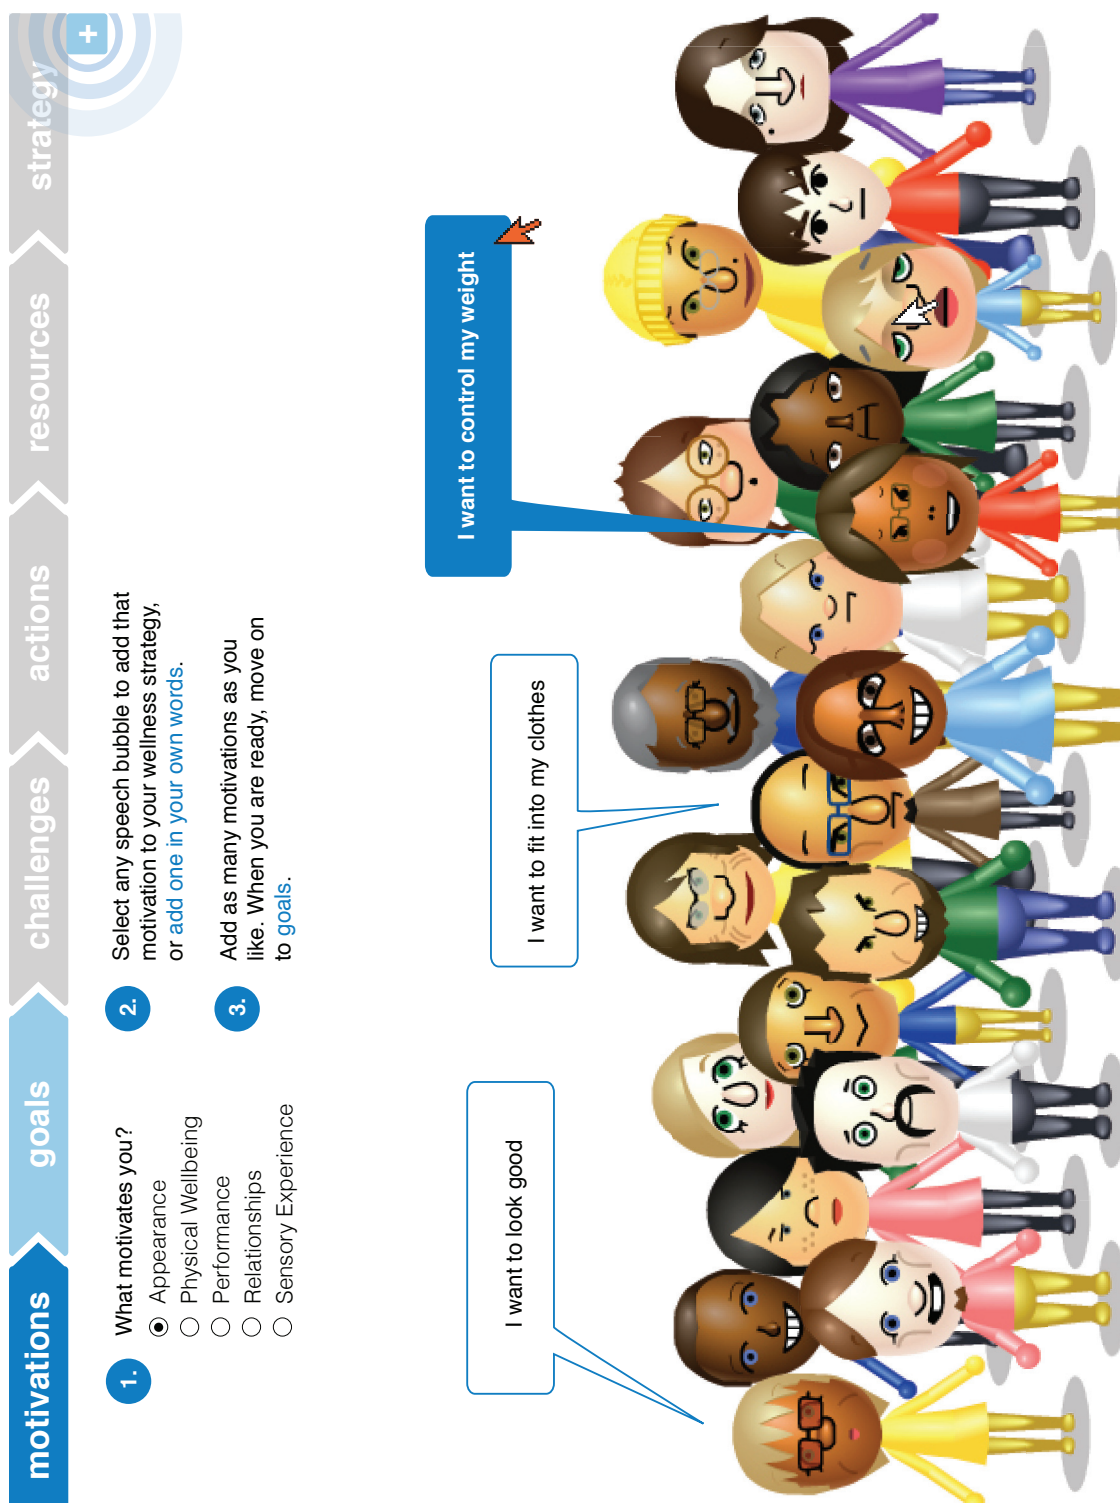 motivations
goals
challenges
actions
resources
strategy
+
1.
What motivates you?
Appearance
Physical Wellbeing
Performance
Relationships
Sensory Experience
2.
Select any speech bubble to add that
motivation to your wellness strategy,
or add one in your own words.
3.
Add as many motivations as you
like. When you are ready, move on
to goals.
I want to look good
I want to fit into my clothes
I want to control my weight